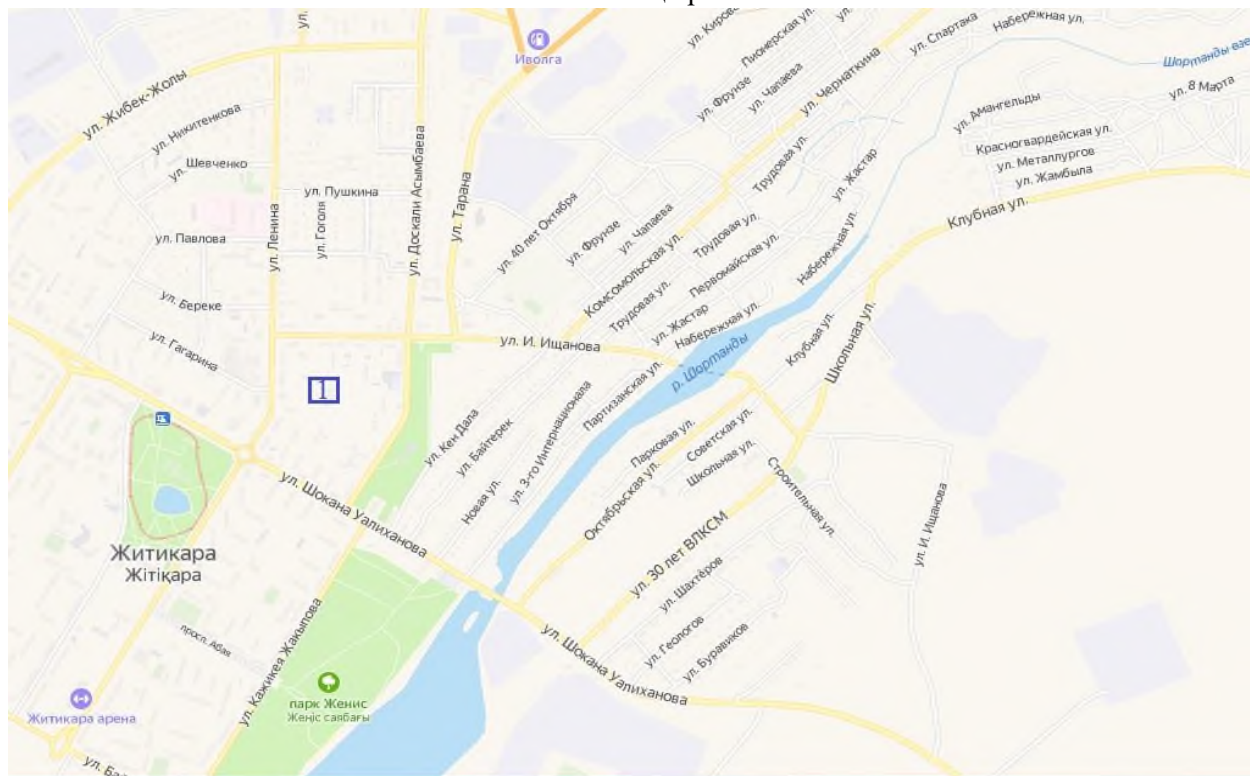 ул. Кирова
Пионерская ул.
ул. Спартака
Набережная ул.
Иволга
Шортанды өзе
ул. Жибек-Жолы
ул. Фрунзе
ул. Чапаева
ул. Чернаткина
ул. 8 Марта
ул. Никитенкова
ул. Амангельды
Красногвардейская ул.
ул. Шевченко
ул. Металлургов
ул. Жамбыла
ул. Пушкина
ул. Доскали Асымбаева
ул. Тарана
Трудовая ул.
ул. Жастар
Клубная ул.
ул. Ленина
ул. Гоголя
ул. Павлова
ул. 40 лет Октября
ул. Фрунзе
ул. Чапаева
Трудовая ул.
Первомайская ул.
Набережная ул.
ул. Береке
Комсомольская ул.
Трудовая ул.
ул. Жастар
Набережная ул.
ул. Гагарина
ул. И. Ищанова
р. Шортанды
Клубная ул.
Школьная ул.
1
Партизанская ул.
ул. Кен Дала
ул. Байтерек
Новая ул.
ул. 3-го Интернационала
Парковая ул.
Советская ул.
Школьная ул.
Октябрьская ул.
Строительная ул.
ул. И. Ищанова
ул. Шокана Уалиханова
Житикара
Жітіқара
ул. 30 лет ВЛКСМ
ул. Шахтёров
ул. Геологов
ул. Буравиков
просп. Абая
ул. Кажикея Жакыпова
ул. Шокана Уалиханова
парк Женис
Жеңіс саябағы
Житикара арена